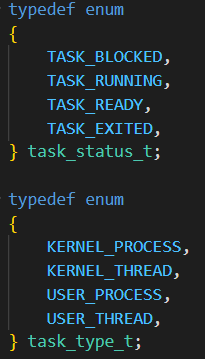 typedef enum
{
    TASK_BLOCKED,
    TASK_RUNNING,
    TASK_READY,
    TASK_EXITED,
} task_status_t;

typedef enum
{
    KERNEL_PROCESS,
    KERNEL_THREAD,
    USER_PROCESS,
    USER_THREAD,
} task_type_t;